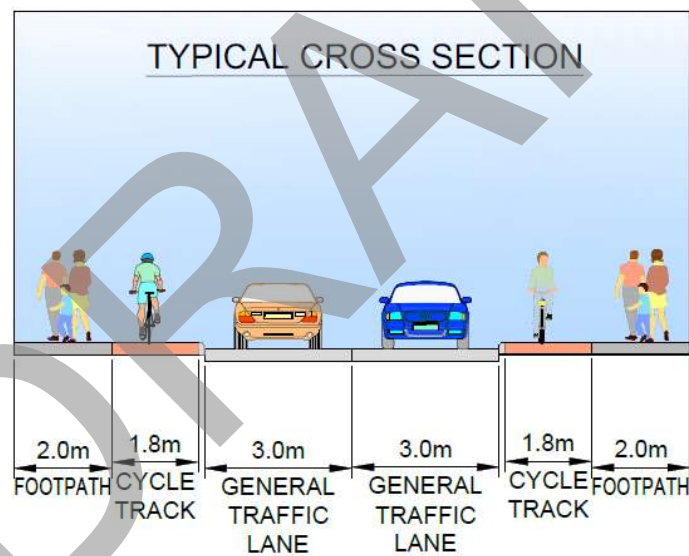 TYPICAL CROSS SECTION
2.0m
1.8m
3.0m
3.0m
1.8m
2.0m
FOOTPATH
CYCLE
TRACK
GENERAL
TRAFFIC
LANE
GENERAL
TRAFFIC
LANE
CYCLE
TRACK
FOOTPATH